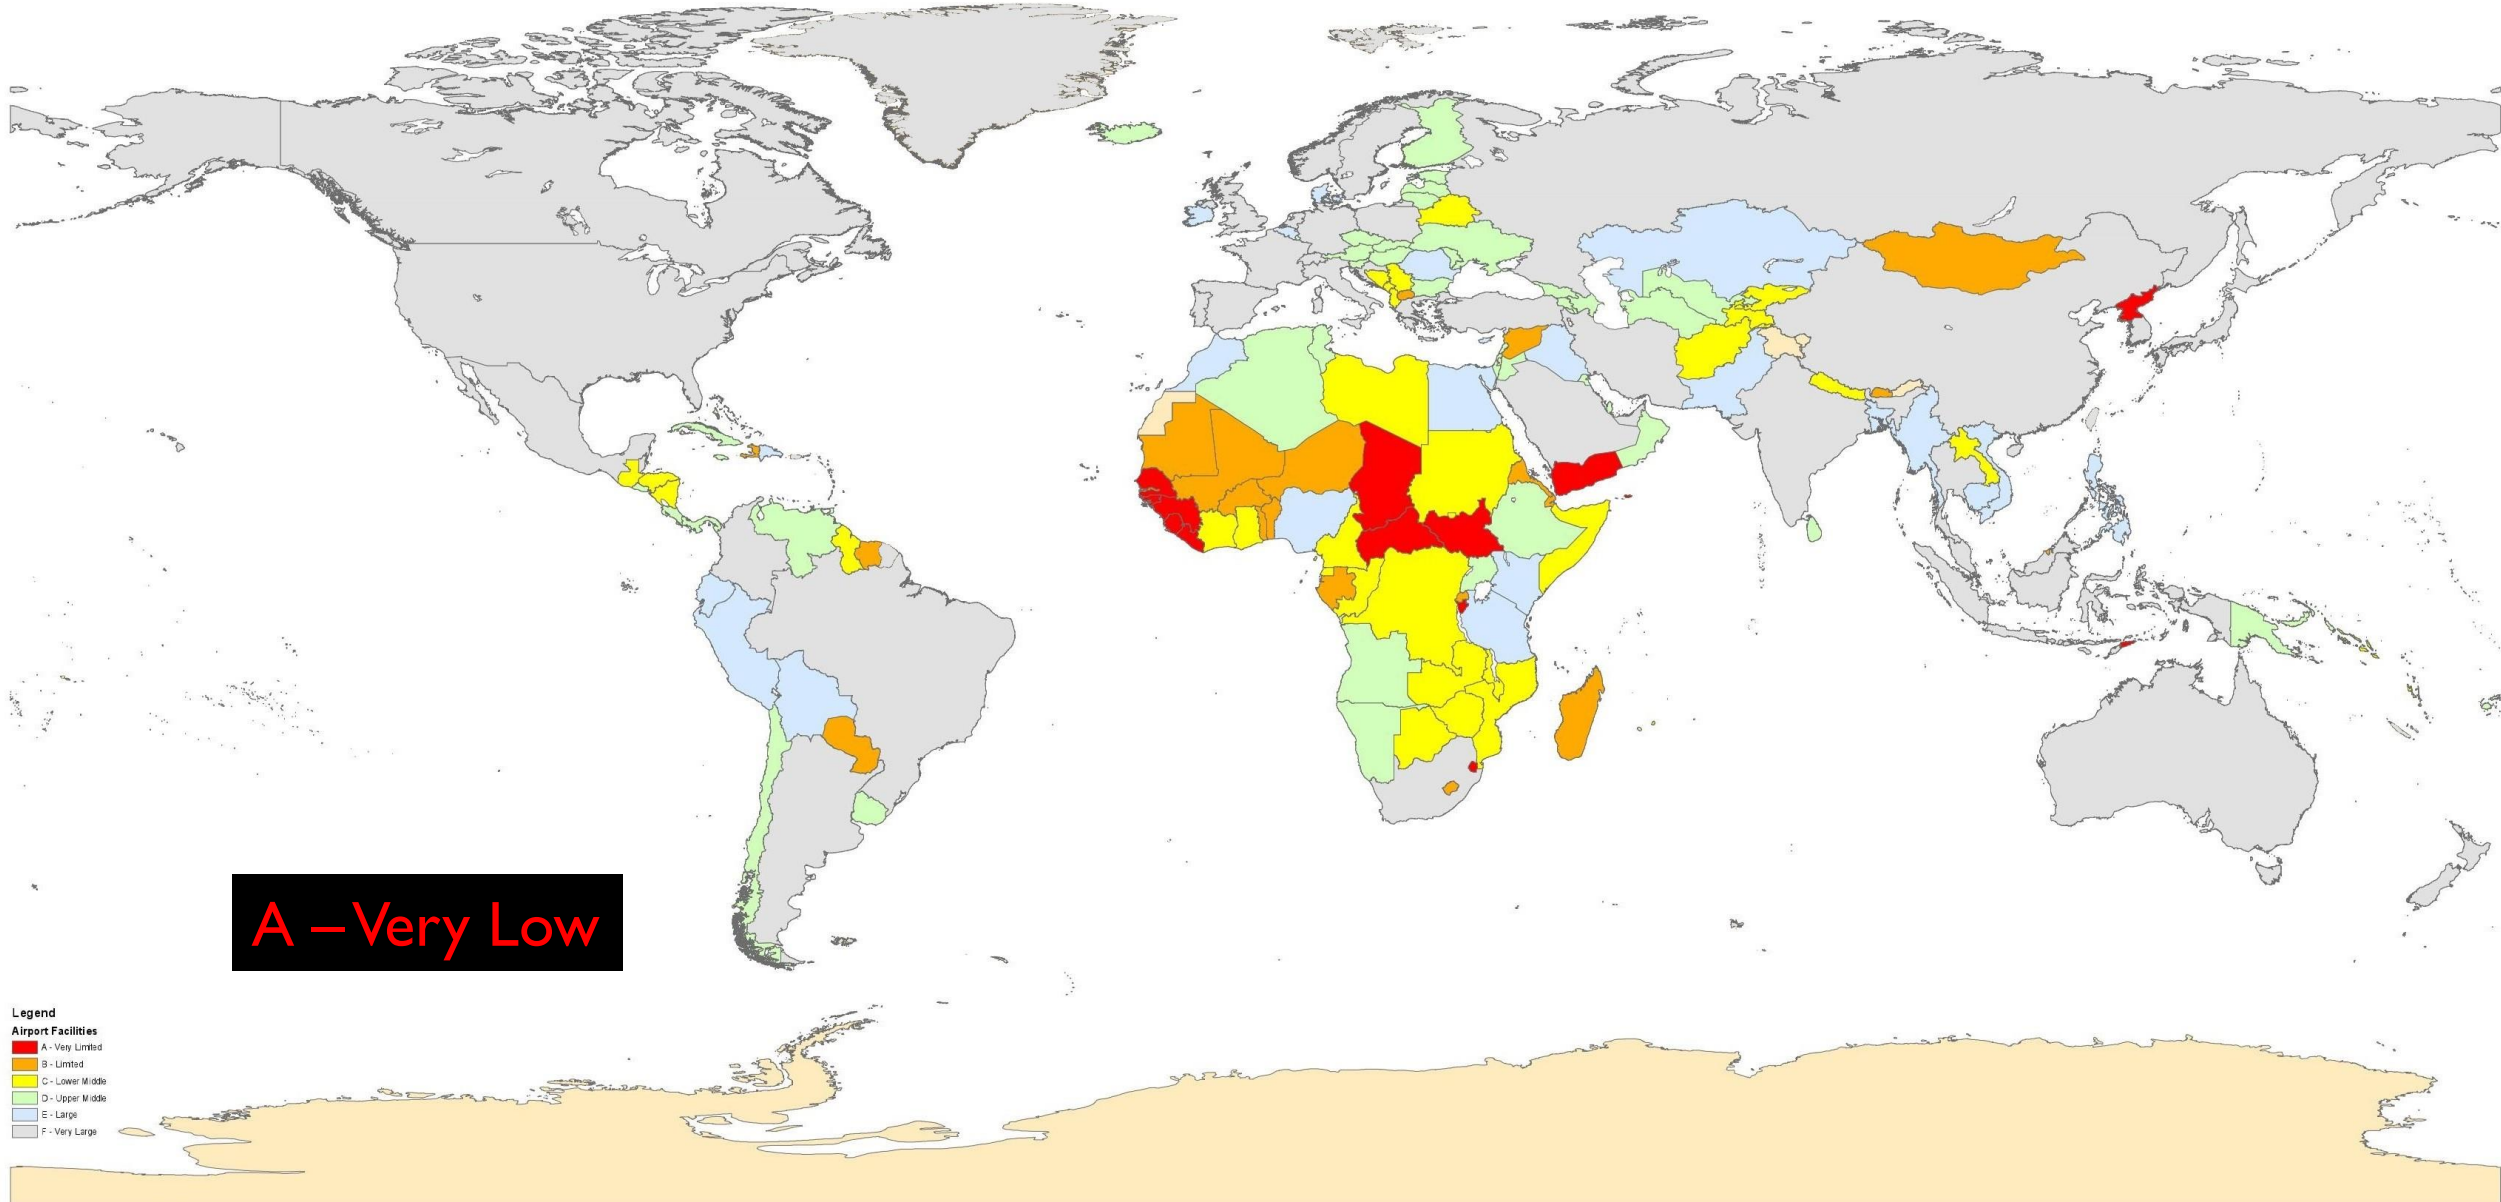 A – Very Low
Legend
Airport Facilities
A - Very Limited
B - Limited
C - Lower Middle
D - Upper Middle
E - Large
F - Very Large